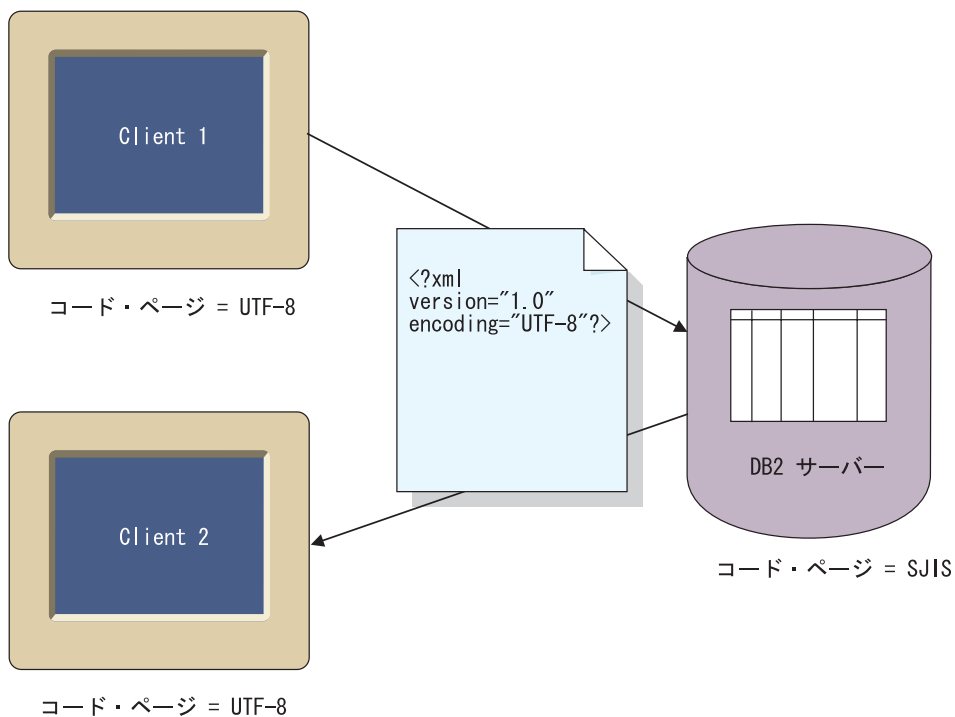 Client 1
コード・ページ = UTF-8
<?xml
version="1.0"
encoding="UTF-8"?>
DB2 サーバー
コード・ページ = SJIS
Client 2
コード・ページ = UTF-8